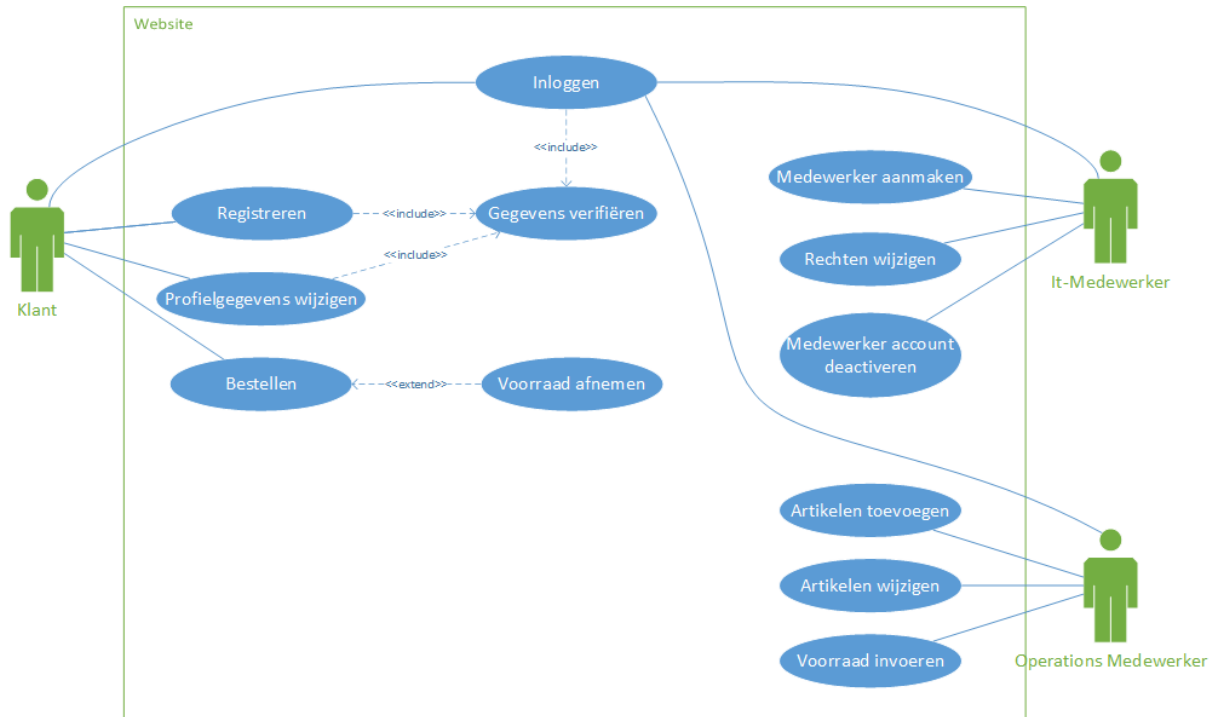 Website
Inloggen
<<include>>
Medewerker aanmaken
Registreren
<<include>>
Gegevens verifiëren
<<include>>
Rechten wijzigen
It-Medewerker
Klant
Profielgegevens wijzigen
Medewerker account
deactiveren
Bestellen
<<extend>>
Voorraad afnemen
Artikelen toevoegen
Artikelen wijzigen
Voorraad invoeren
Operations Medewerker